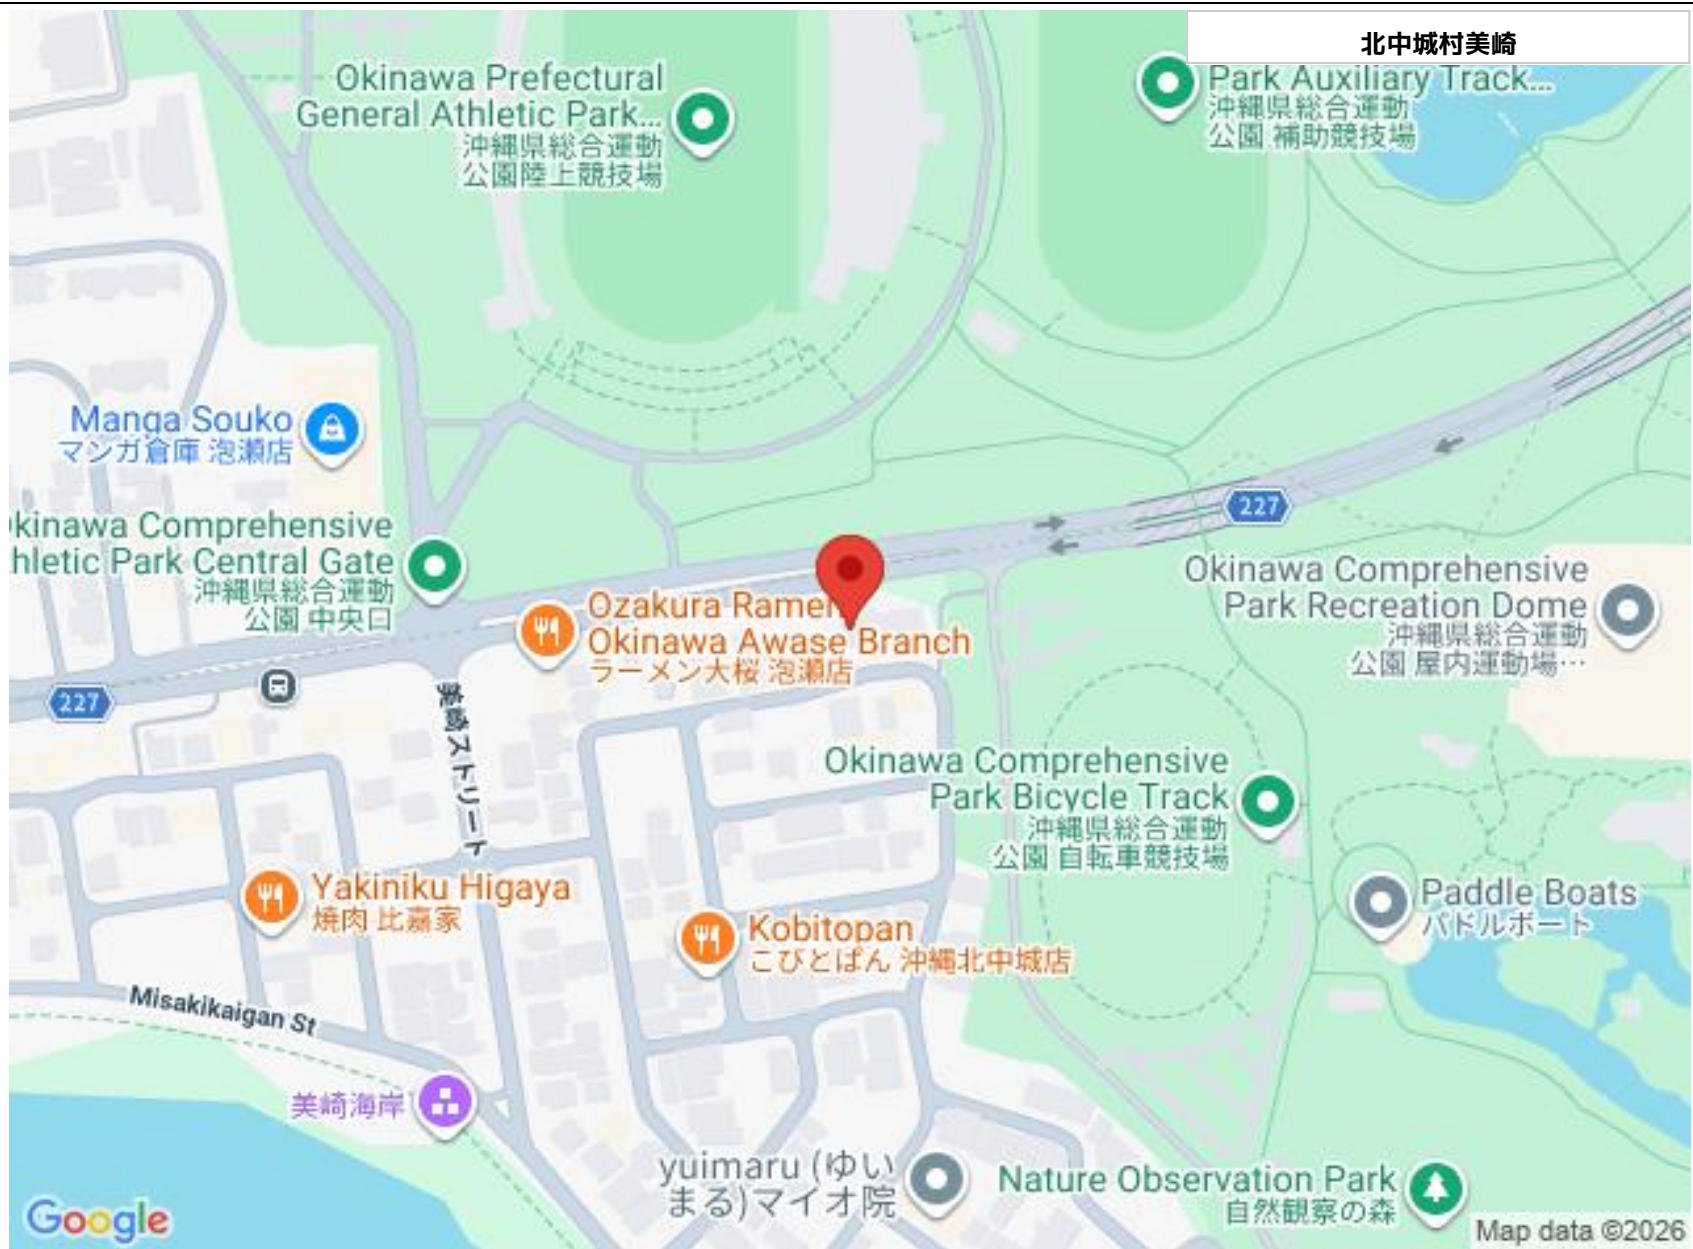 北中城村美崎
Okinawa Prefectural
General Athletic Park...
沖縄県総合運動
公園陸上競技場
Park Auxiliary Track...
沖縄県総合運動
公園 補助競技場
Manga Souko
マンガ倉庫 泡瀬店
kinawa Comprehensive
hletic Park Central Gate
沖縄県総合運動
公園 中央口
227
Okinawa Comprehensive
Park Recreation Dome
沖縄県総合運動
公園 屋内運動場…
Ozakura Ramen
Okinawa Awase Branch
ラーメン大桜 泡瀬店
227
美崎ストリート
Okinawa Comprehensive
Park Bicycle Track
沖縄県総合運動
公園 自転車競技場
Yakiniku Higaya
焼肉 比嘉家
Kobitopan
こびとぱん 沖縄北中城店
Paddle Boats
パドルボート
Misakikaigan St
美崎海岸
yuimaru (ゆい
まる)マイオ院
Nature Observation Park
自然観察の森
Google
Map data ©2026